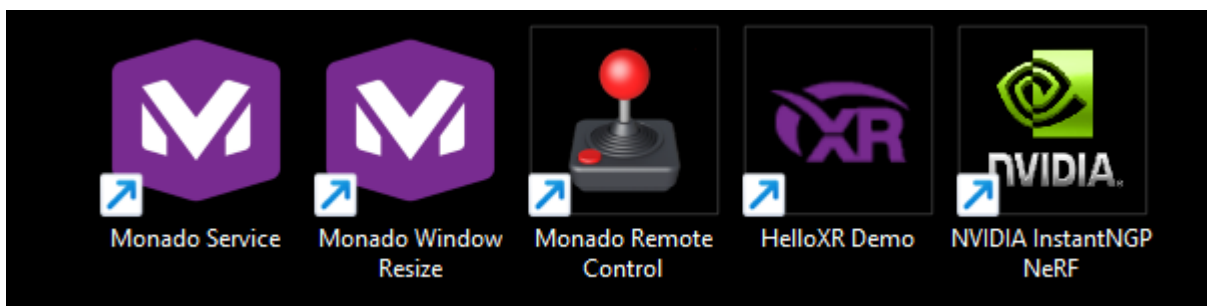 XR
NVIDIA.
Monado Service
Monado Window
Resize
Monado Remote
Control
HelloXR Demo
NVIDIA InstantNGP
NeRF